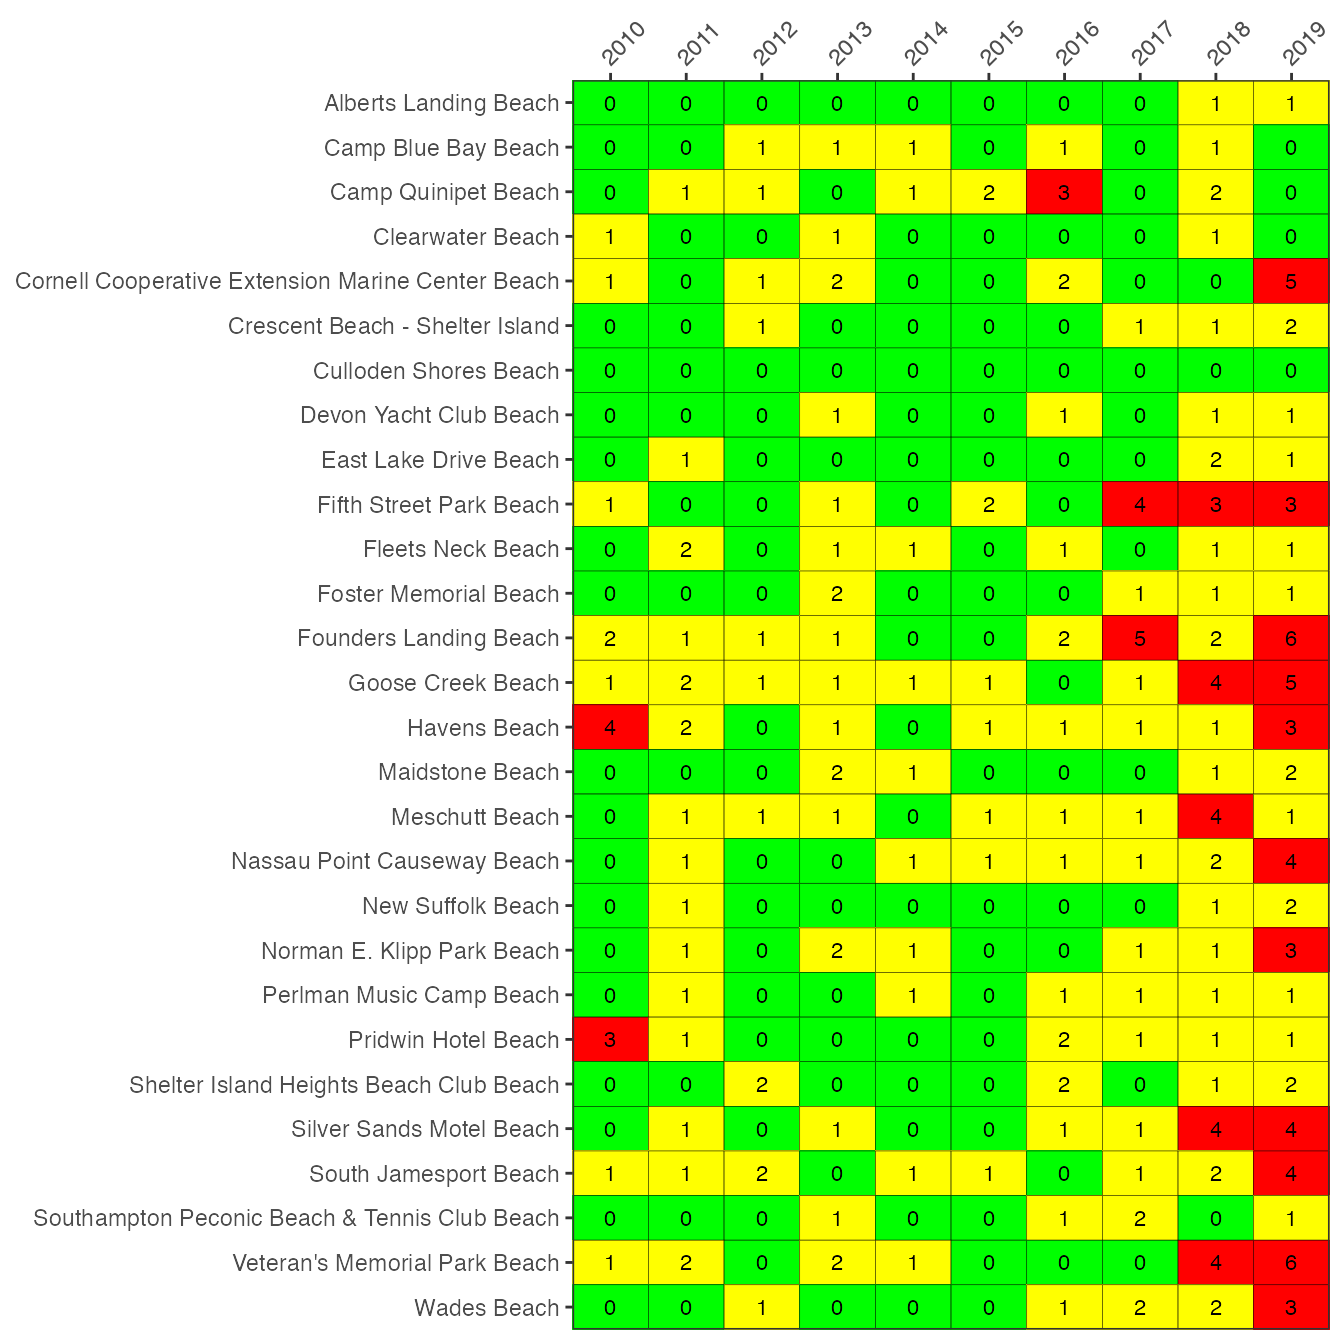 2010 2011 2012 2013 2014 2015 2016 2017 2018 2019
Alberts Landing Beach 0 0 0 0 0 0 0 0 1 1
Camp Blue Bay Beach 0 0 1 1 1 0 1 0 1 0
Camp Quinipet Beach 0 1 1 0 1 2 3 0 2 0
Clearwater Beach 1 0 0 1 0 0 0 0 1 0
Cornell Cooperative Extension Marine Center Beach 1 0 1 2 0 0 2 0 0 5
Crescent Beach - Shelter Island 0 0 1 0 0 0 0 1 1 2
Culloden Shores Beach 0 0 0 0 0 0 0 0 0 0
Devon Yacht Club Beach 0 0 0 1 0 0 1 0 1 1
East Lake Drive Beach 0 1 0 0 0 0 0 0 2 1
Fifth Street Park Beach 1 0 0 1 0 2 0 4 3 3
Fleets Neck Beach 0 2 0 1 1 0 1 0 1 1
Foster Memorial Beach 0 0 0 2 0 0 0 1 1 1
Founders Landing Beach 2 1 1 1 0 0 2 5 2 6
Goose Creek Beach 1 2 1 1 1 1 0 1 4 5
Havens Beach 4 2 0 1 0 1 1 1 1 3
Maidstone Beach 0 0 0 2 1 0 0 0 1 2
Meschutt Beach 0 1 1 1 0 1 1 1 4 1
Nassau Point Causeway Beach 0 1 0 0 1 1 1 1 2 4
New Suffolk Beach 0 1 0 0 0 0 0 0 1 2
Norman E. Klipp Park Beach 0 1 0 2 1 0 0 1 1 3
Perlman Music Camp Beach 0 1 0 0 1 0 1 1 1 1
Pridwin Hotel Beach 3 1 0 0 0 0 2 1 1 1
Shelter Island Heights Beach Club Beach 0 0 2 0 0 0 2 0 1 2
Silver Sands Motel Beach 0 1 0 1 0 0 1 1 4 4
South Jamesport Beach 1 1 2 0 1 1 0 1 2 4
Southampton Peconic Beach & Tennis Club Beach 0 0 0 1 0 0 1 2 0 1
Veteran's Memorial Park Beach 1 2 0 2 1 0 0 0 4 6
Wades Beach 0 0 1 0 0 0 1 2 2 3